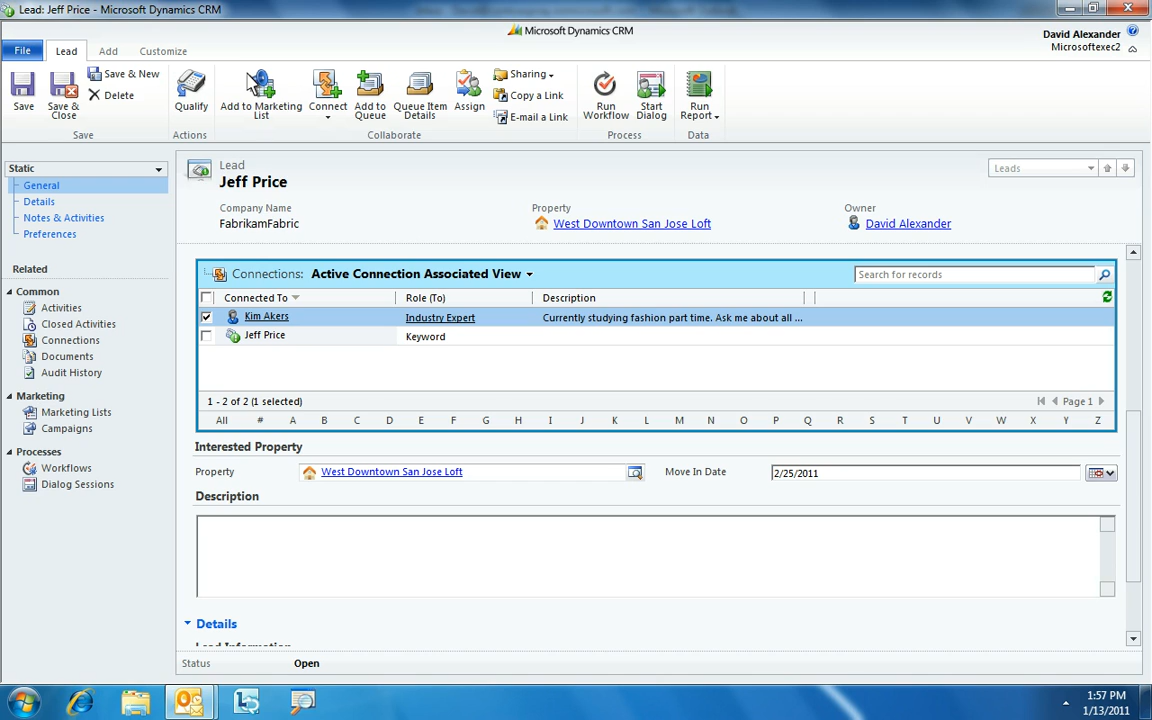 Lead: Jeff Price - Microsoft Dynamics CRM
Microsoft Dynamics CRM
David Alexander
Microsoftexec2
File Lead Add Customize
Save
Save & Close
Save & New
Delete
Save
Qualify
Actions
Add to Marketing List
Connect
Add to Queue
Queue Item Details
Assign
Sharing
Copy a Link
E-mail a Link
Collaborate
Run Workflow
Start Dialog
Process
Run Report
Data
Static
General
Details
Notes & Activities
Preferences
Related
Common
Activities
Closed Activities
Connections
Documents
Audit History
Marketing
Marketing Lists
Campaigns
Processes
Workflows
Dialog Sessions
Lead
Jeff Price
Leads
Company Name Property Owner
FabrikamFabric West Downtown San Jose Loft David Alexander
Connections: Active Connection Associated View Search for records
Connected To Role (To) Description
Kim Akers Industry Expert Currently studying fashion part time. Ask me about all ...
Jeff Price Keyword
1 - 2 of 2 (1 selected) Page 1
All # A B C D E F G H I J K L M N O P Q R S T U V W X Y Z
Interested Property
Property West Downtown San Jose Loft Move In Date 2/25/2011
Description
Details
Lead Information
Status Open
1:57 PM
1/13/2011